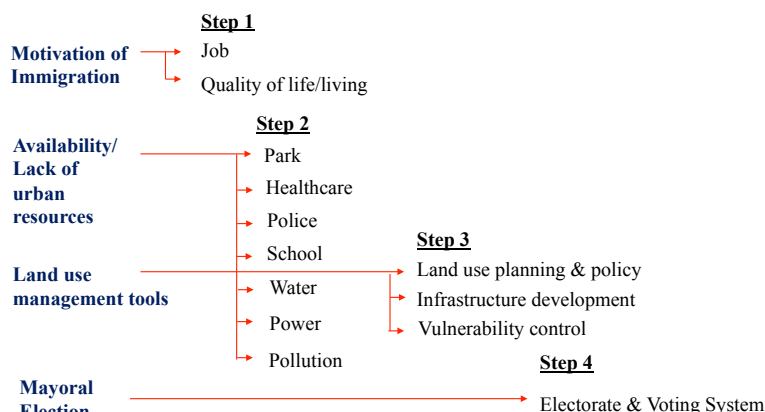 Step 1
Motivation of
Immigration
Job
Quality of life/living
Step 2
Availability/
Lack of
urban
resources
Park
Healthcare
Police
School
Water
Power
Pollution
Step 3
Land use
management tools
Land use planning & policy
Infrastructure development
Vulnerability control
Step 4
Mayoral
Election
Electorate & Voting System